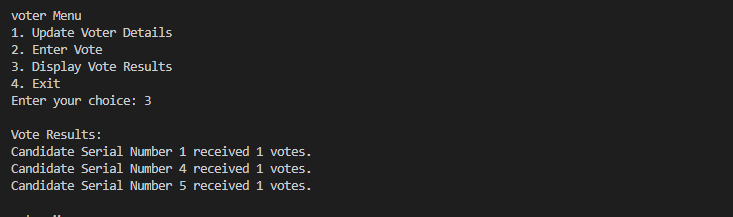 voter Menu
1. Update Voter Details
2. Enter Vote
3. Display Vote Results
4. Exit
Enter your choice: 3
Vote Results:
Candidate Serial Number 1 received 1 votes.
Candidate Serial Number 4 received 1 votes.
Candidate Serial Number 5 received 1 votes.